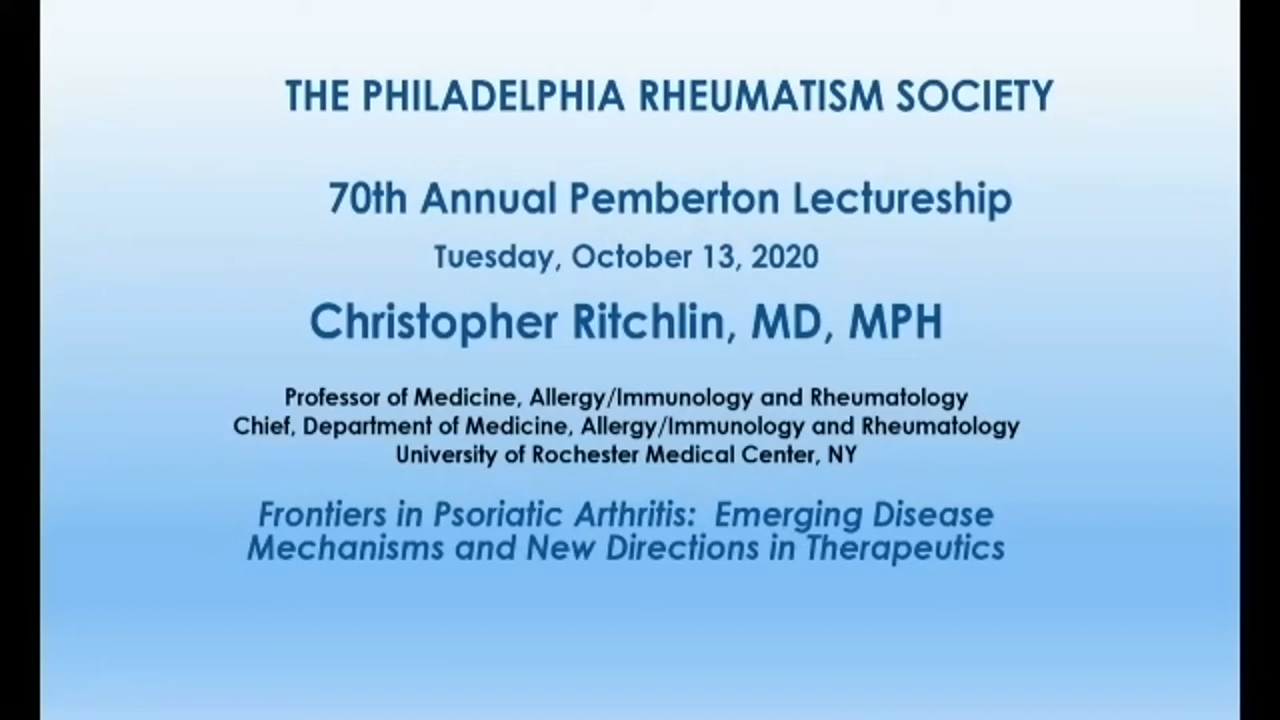 THE PHILADELPHIA RHEUMATISM SOCIETY
70th Annual Pemberton Lectureship
Tuesday, October 13, 2020
Christopher Ritchlin, MD, MPH
Professor of Medicine, Allergy/Immunology and Rheumatology
Chief, Department of Medicine, Allergy/Immunology and Rheumatology
University of Rochester Medical Center, NY
Frontiers in Psoriatic Arthritis:  Emerging Disease
Mechanisms and New Directions in Therapeutics